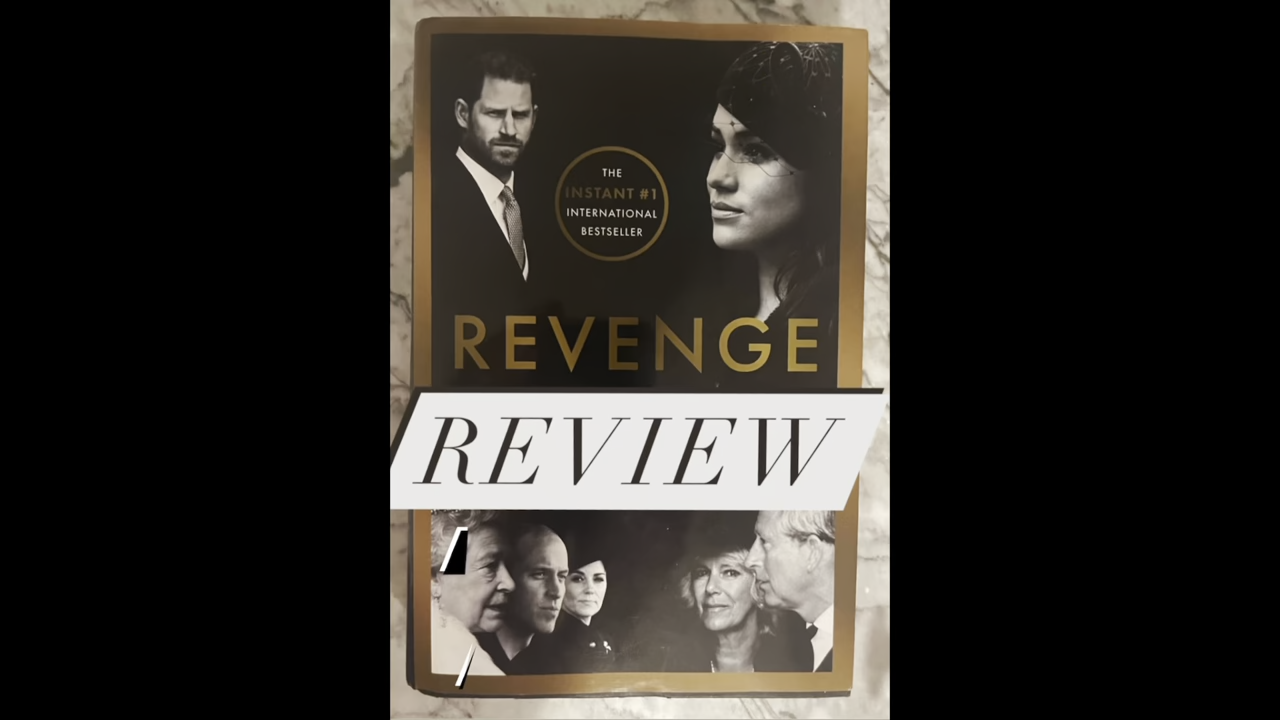 THE
INSTANT #1
INTERNATIONAL
BESTSELLER
REVENGE
REVIEW